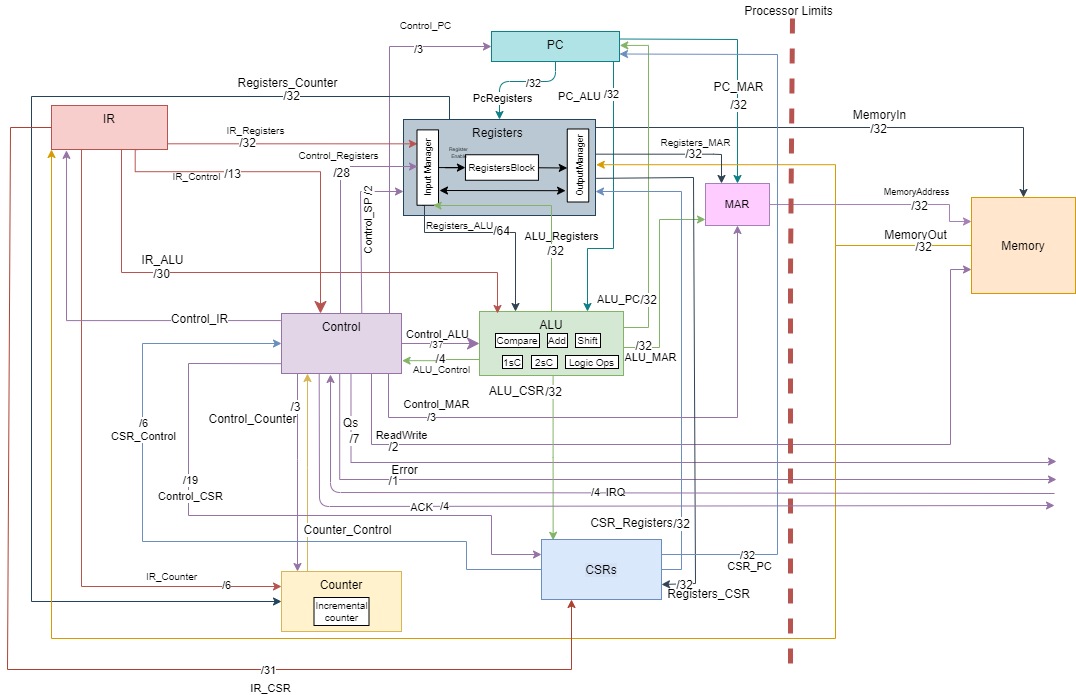 Processor Limits
Control_PC
/3
PC
Registers_Counter
/32
/32
PcRegisters
PC_ALU /32
PC_MAR
/32
MemoryIn
/32
IR
IR_Registers
/32
Registers
Input Manager
Register
Enable
RegistersBlock
OutputManager
Registers_MAR
/32
Control_Registers
/28
IR_Control /13
Control_SP /2
MAR
MemoryAddress
/32
MemoryOut
/32
Memory
Registers_ALU /64
ALU_Registers
/32
IR_ALU
/30
ALU_PC /32
Control_IR
Control
Control_ALU
/37
/4
ALU_Control
ALU
Compare
Add
Shift
1sC
2sC
Logic Ops
/32
ALU_MAR
ALU_CSR /32
/3
Control_Counter
Control_MAR
/3
/6
CSR_Control
Qs
/7
ReadWrite
/2
Error
/1
/19
Control_CSR
/4 IRQ
ACK /4
Counter_Control
CSR_Registers /32
/32
CSR_PC
CSRs
/32
Registers_CSR
IR_Counter
/6
Counter
Incremental
counter
/31
IR_CSR